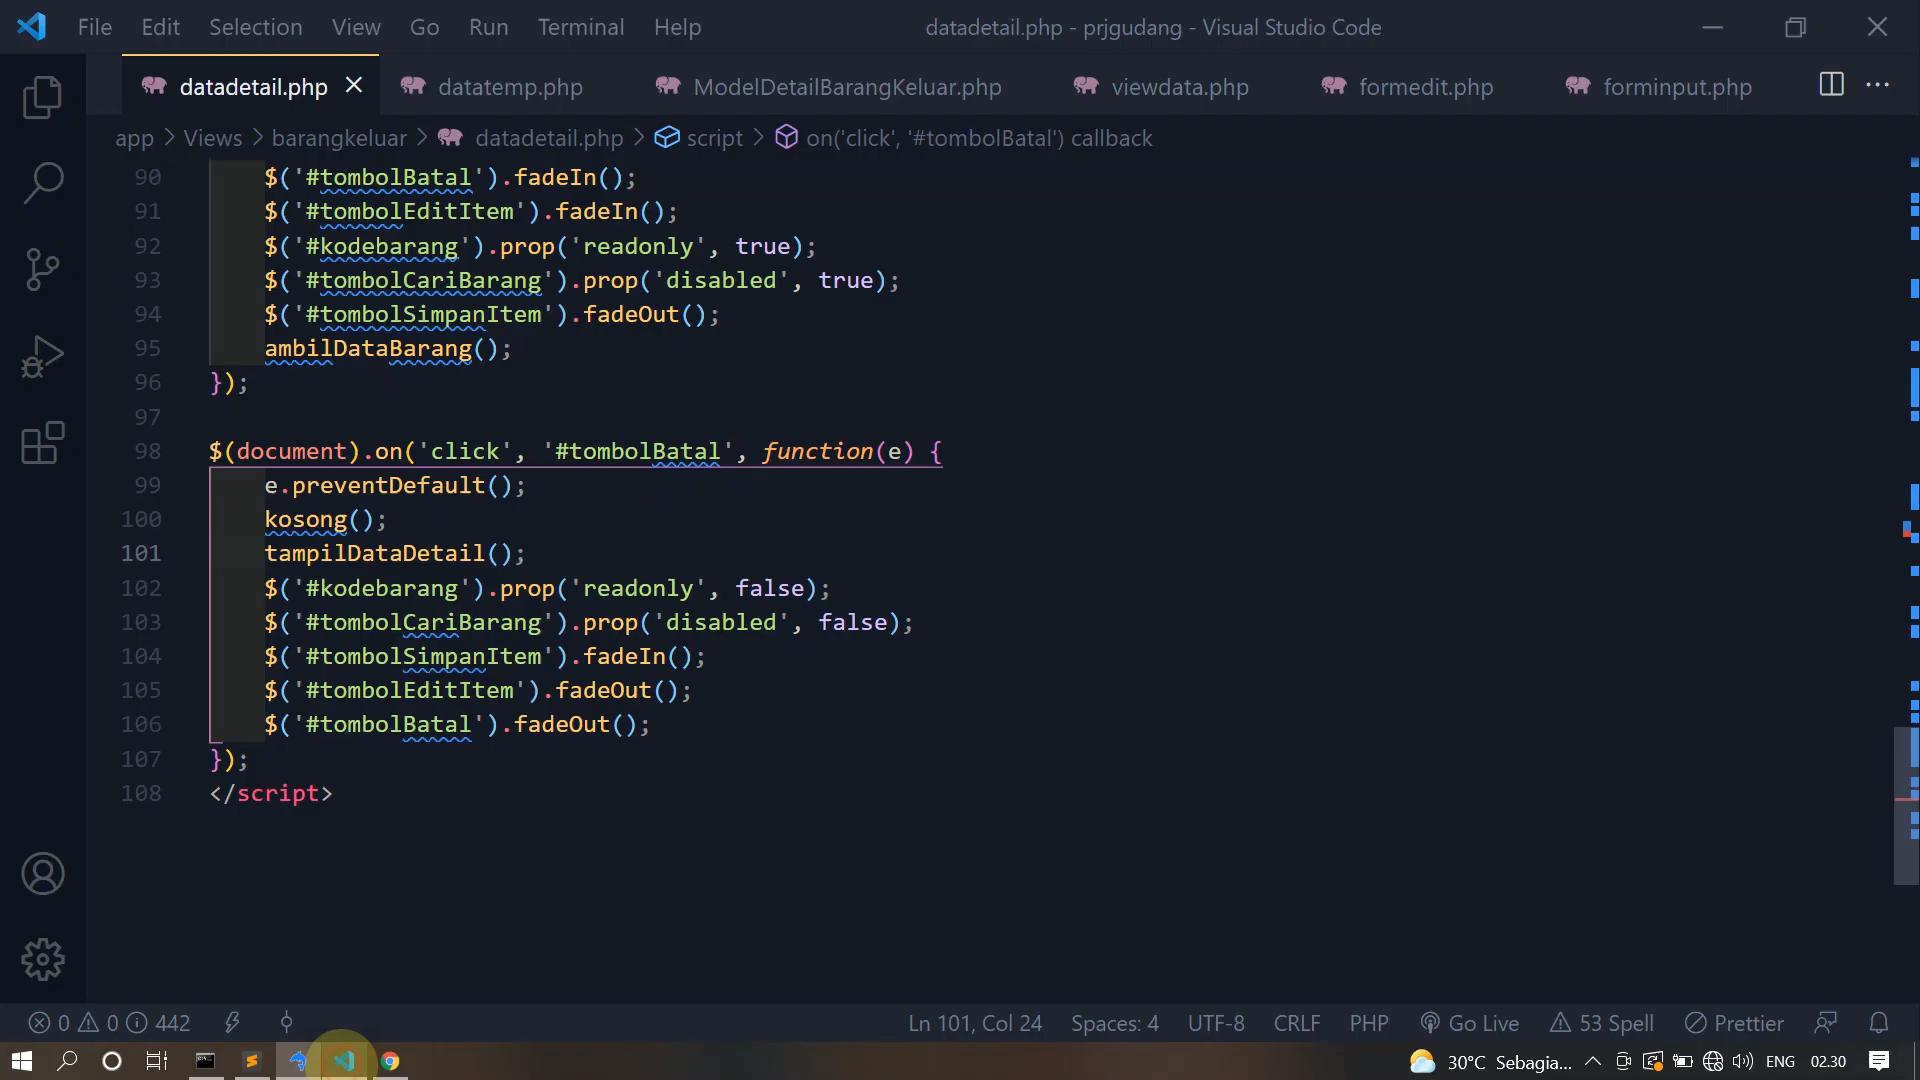 File Edit Selection View Go Run Terminal Help datadetail.php - prjgudang - Visual Studio Code
datadetail.php datatemp.php ModelDetailBarangKeluar.php viewdata.php formedit.php forminput.php
app > Views > barangkeluar > datadetail.php > script > on('click', '#tombolBatal') callback
90 $('#tombolBatal').fadeIn();
91 $('#tombolEditItem').fadeIn();
92 $('#kodebarang').prop('readonly', true);
93 $('#tombolCariBarang').prop('disabled', true);
94 $('#tombolSimpanItem').fadeOut();
95 ambilDataBarang();
96 });
97
98 $(document).on('click', '#tombolBatal', function(e) {
99 e.preventDefault();
100 kosong();
101 tampilDataDetail();
102 $('#kodebarang').prop('readonly', false);
103 $('#tombolCariBarang').prop('disabled', false);
104 $('#tombolSimpanItem').fadeIn();
105 $('#tombolEditItem').fadeOut();
106 $('#tombolBatal').fadeOut();
107 });
108 </script>
0 0 442 Ln 101, Col 24 Spaces: 4 UTF-8 CRLF PHP Go Live 53 Spell Prettier
30°C Sebagia... ENG 02.30